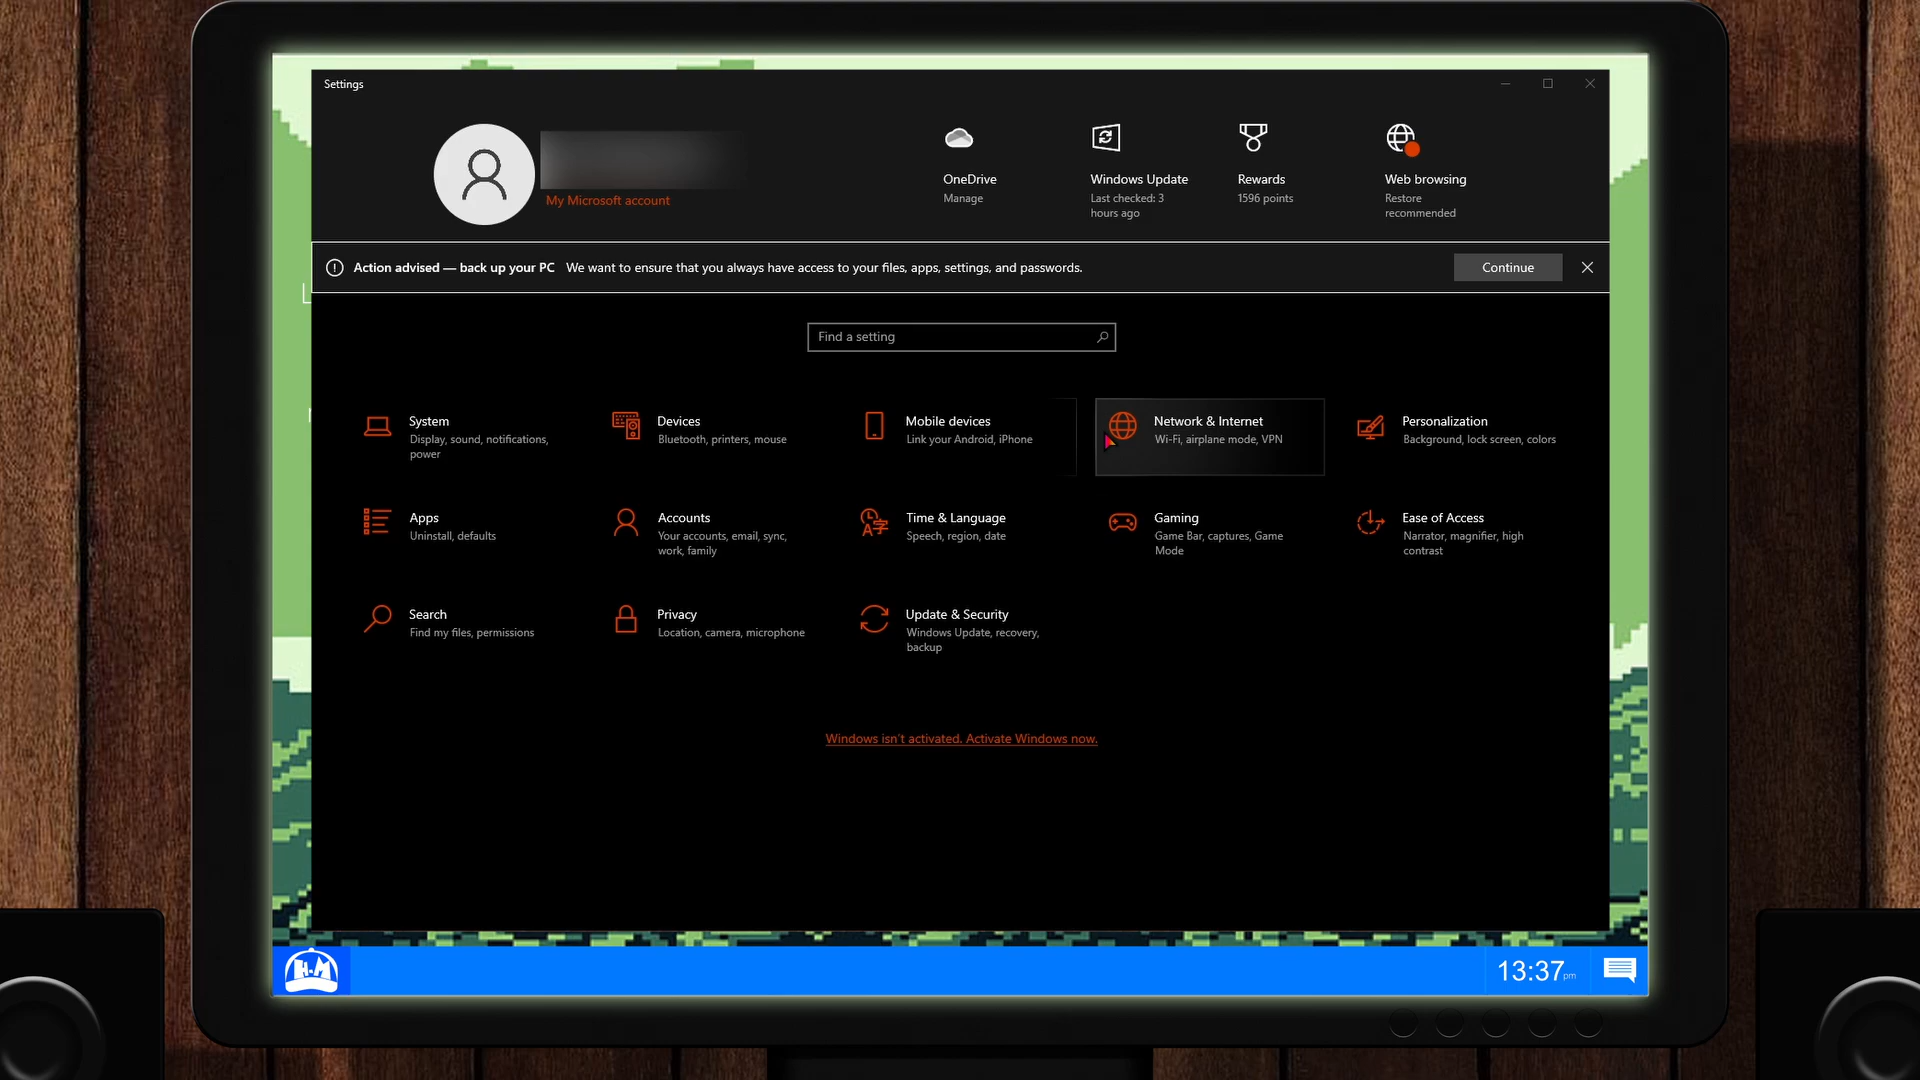 Settings
My Microsoft account
OneDrive
Manage
Windows Update
Last checked: 3
hours ago
Rewards
1596 points
Web browsing
Restore
recommended
Action advised — back up your PC We want to ensure that you always have access to your files, apps, settings, and passwords.
Continue
Find a setting
System
Display, sound, notifications,
power
Devices
Bluetooth, printers, mouse
Mobile devices
Link your Android, iPhone
Network & Internet
Wi-Fi, airplane mode, VPN
Personalization
Background, lock screen, colors
Apps
Uninstall, defaults
Accounts
Your accounts, email, sync,
work, family
Time & Language
Speech, region, date
Gaming
Game Bar, captures, Game
Mode
Ease of Access
Narrator, magnifier, high
contrast
Search
Find my files, permissions
Privacy
Location, camera, microphone
Update & Security
Windows Update, recovery,
backup
Windows isn't activated. Activate Windows now.
H-M
13:37 pm